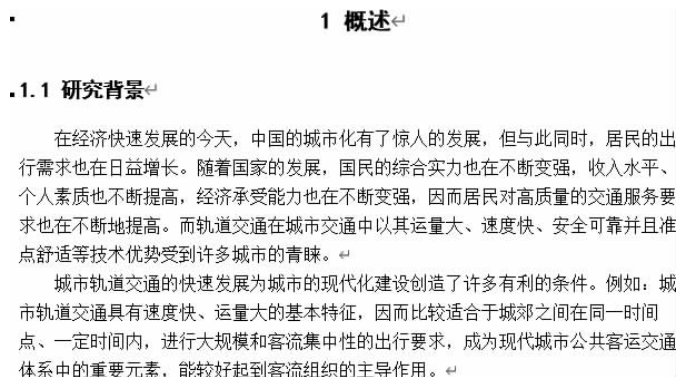 1 概述
1.1 研究背景
在经济快速发展的今天，中国的城市化有了惊人的发展，但与此同时，居民的出
行需求也在日益增长。随着国家的发展，国民的综合实力也在不断变强，收入水平、
个人素质也不断提高，经济承受能力也在不断变强，因而居民对高质量的交通服务要
求也在不断地提高。而轨道交通在城市交通中以其运量大、速度快、安全可靠并且准
点舒适等技术优势受到许多城市的青睐。
城市轨道交通的快速发展为城市的现代化建设创造了许多有利的条件。例如：城
市轨道交通具有速度快、运量大的基本特征，因而比较适合于城郊之间在同一时间
点、一定时间内，进行大规模和客流集中性的出行要求，成为现代城市公共客运交通
体系中的重要元素，能较好起到客流组织的主导作用。